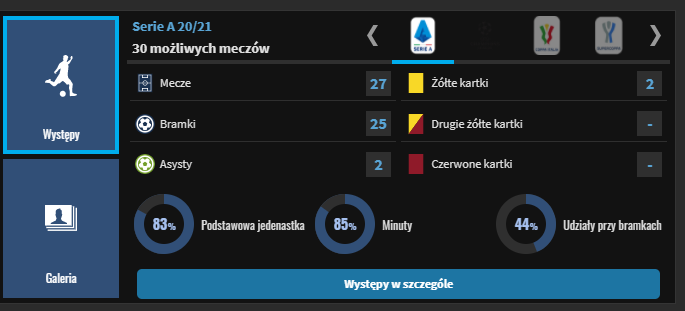 Serie A 20/21
30 możliwych meczów
SERIE A
Występy
Galeria
Mecze 27
Żółte kartki 2
Bramki 25
Drugie żółte kartki -
Asysty 2
Czerwone kartki -
83% Podstawowa jedenastka
85% Minuty
44% Udziały przy bramkach
Występy w szczególe